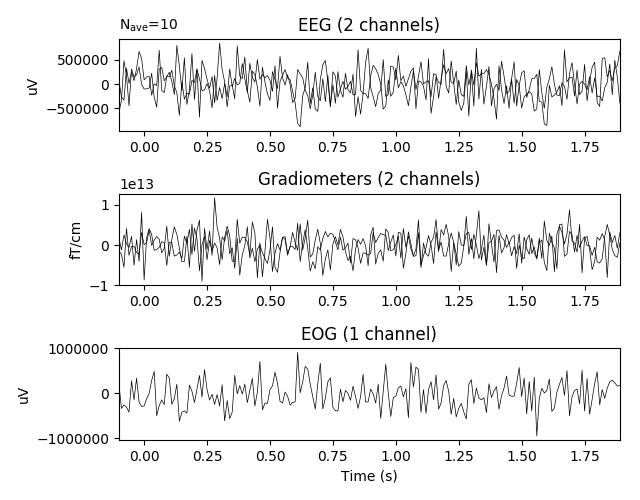 N_ave=10
EEG (2 channels)
uV
500000
0
−500000
0.00 0.25 0.50 0.75 1.00 1.25 1.50 1.75
1e13
Gradiometers (2 channels)
fT/cm
1
0
−1
0.00 0.25 0.50 0.75 1.00 1.25 1.50 1.75
EOG (1 channel)
uV
1000000
0
−1000000
0.00 0.25 0.50 0.75 1.00 1.25 1.50 1.75
Time (s)